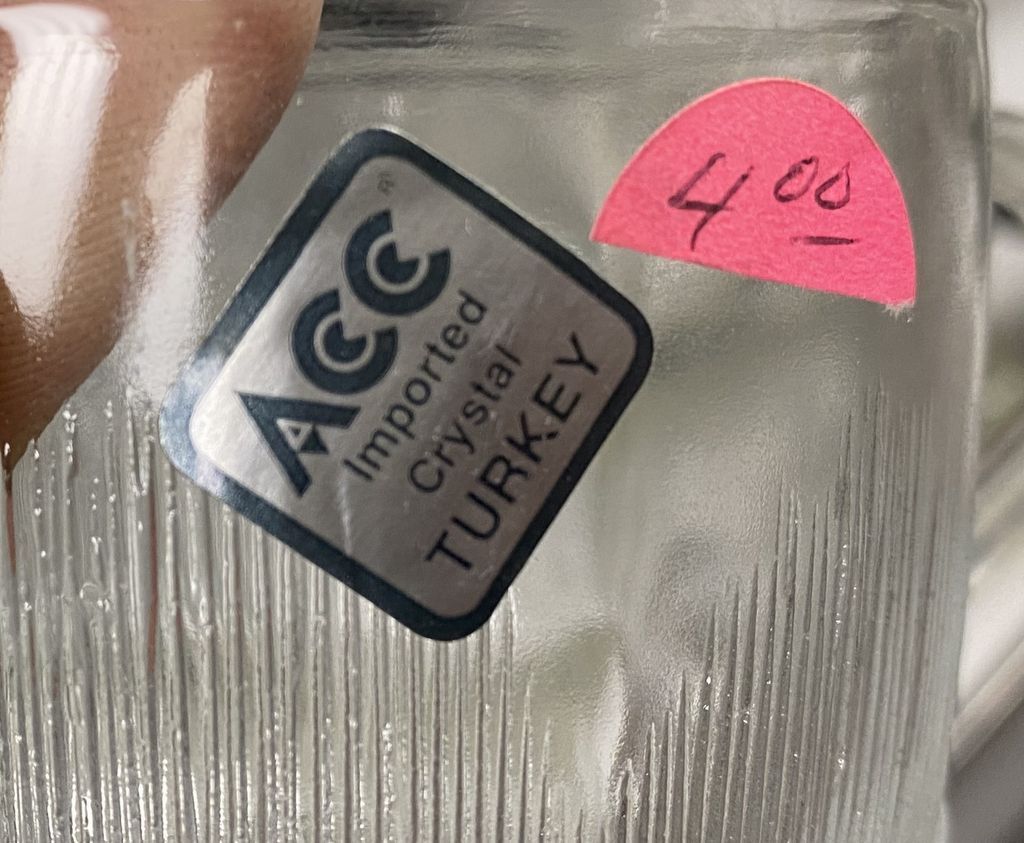 ACC
Imported
Crystal
TURKEY
4 00